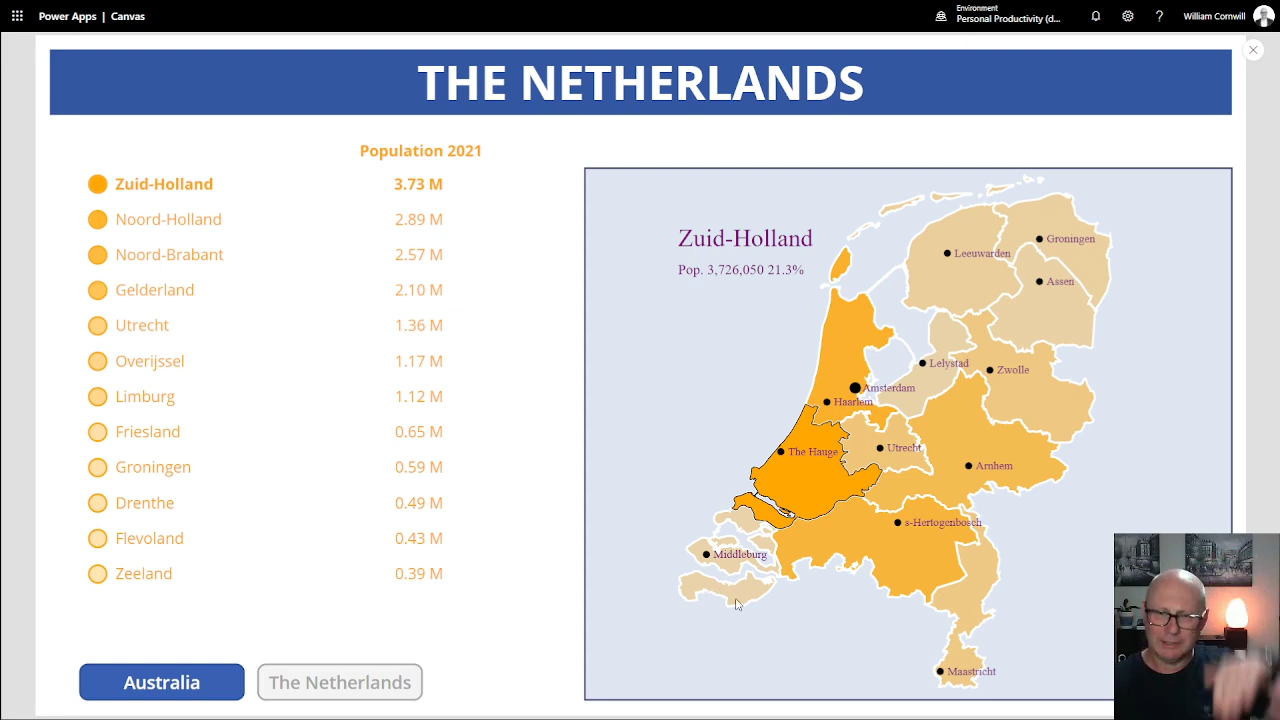 Power Apps | Canvas
Environment
Personal Productivity (d...
William Cornwill
THE NETHERLANDS
Population 2021
Zuid-Holland 3.73 M
Noord-Holland 2.89 M
Noord-Brabant 2.57 M
Gelderland 2.10 M
Utrecht 1.36 M
Overijssel 1.17 M
Limburg 1.12 M
Friesland 0.65 M
Groningen 0.59 M
Drenthe 0.49 M
Flevoland 0.43 M
Zeeland 0.39 M
Australia
The Netherlands
Zuid-Holland
Pop. 3,726,050 21.3%
Groningen
Leeuwarden
Assen
Lelystad
Zwolle
Amsterdam
Haarlem
Utrecht
The Hauge
Arnhem
s-Hertogenbosch
Middleburg
Maastricht